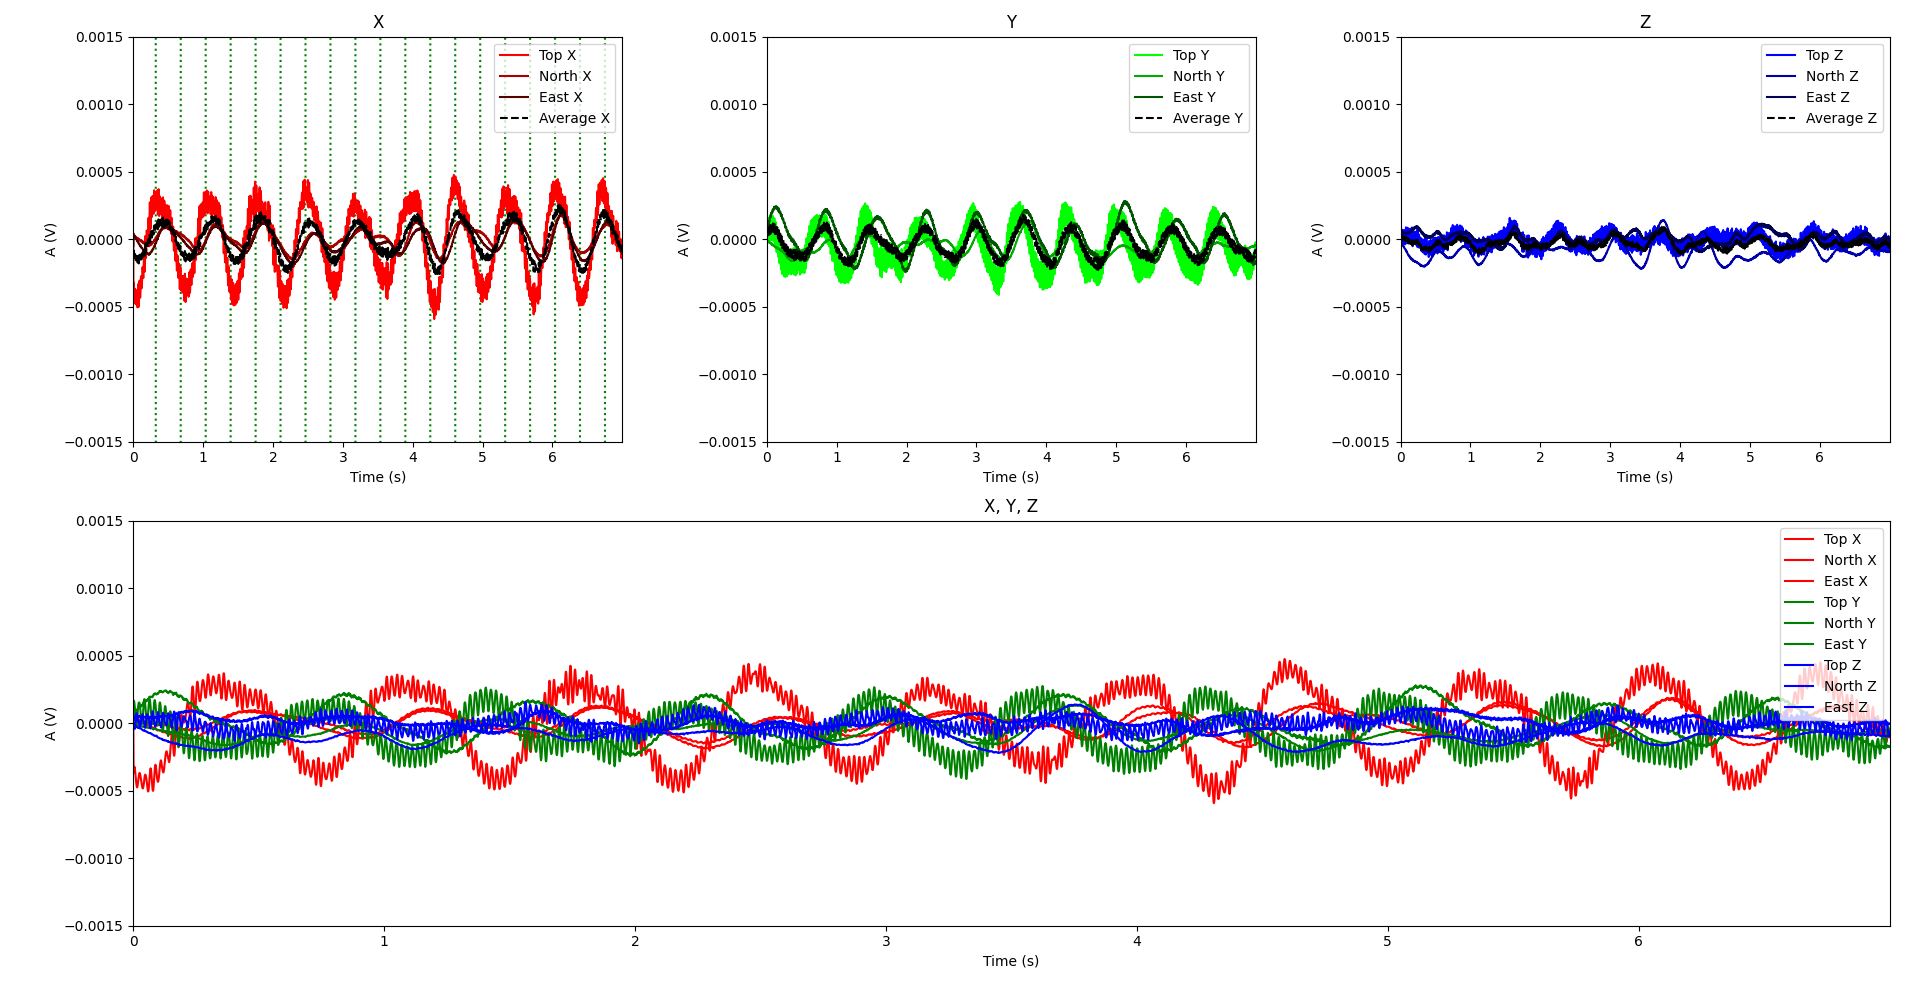 X
0.0015
0.0010
0.0005
0.0000
−0.0005
−0.0010
−0.0015
A (V)
0 1 2 3 4 5 6
Time (s)
Top X
North X
East X
Average X
Y
0.0015
0.0010
0.0005
0.0000
−0.0005
−0.0010
−0.0015
A (V)
0 1 2 3 4 5 6
Time (s)
Top Y
North Y
East Y
Average Y
Z
0.0015
0.0010
0.0005
0.0000
−0.0005
−0.0010
−0.0015
A (V)
0 1 2 3 4 5 6
Time (s)
Top Z
North Z
East Z
Average Z
X, Y, Z
0.0015
0.0010
0.0005
0.0000
−0.0005
−0.0010
−0.0015
A (V)
0 1 2 3 4 5 6
Time (s)
Top X
North X
East X
Top Y
North Y
East Y
Top Z
North Z
East Z